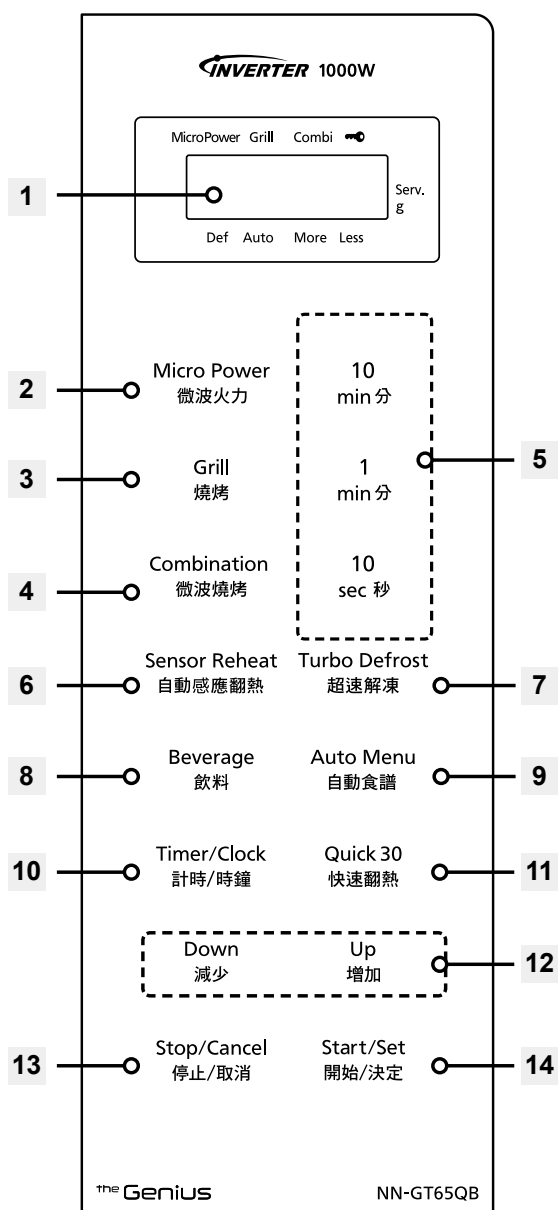 INVERTER 1000W
MicroPower Grill Combi
1
Serv.
g
Def Auto More Less
Micro Power 10
2
微波火力 min 分
5
Grill 1
3
燒烤 min 分
Combination 10
4
微波燒烤 sec 秒
Sensor Reheat Turbo Defrost
6 7
自動感應翻熱 超速解凍
Beverage Auto Menu
8 9
飲料 自動食譜
Timer/Clock Quick 30
10 11
計時/時鐘 快速翻熱
Down Up
12
減少 增加
Stop/Cancel Start/Set
13 14
停止/取消 開始/決定
the Genius NN-GT65QB